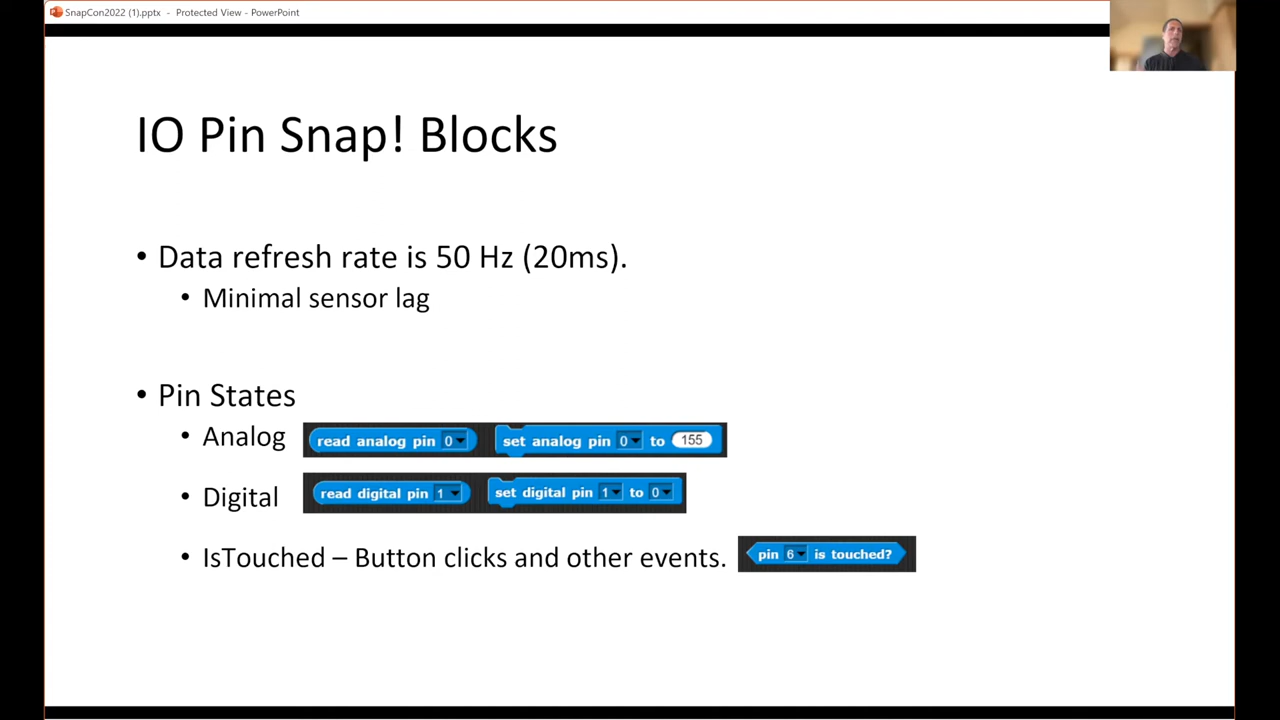 SnapCon2022 (1).pptx - Protected View - PowerPoint
IO Pin Snap! Blocks
• Data refresh rate is 50 Hz (20ms).
• Minimal sensor lag
• Pin States
• Analog read analog pin 0 set analog pin 0 to 155
• Digital read digital pin 1 set digital pin 1 to 0
• IsTouched – Button clicks and other events. pin 6 is touched?